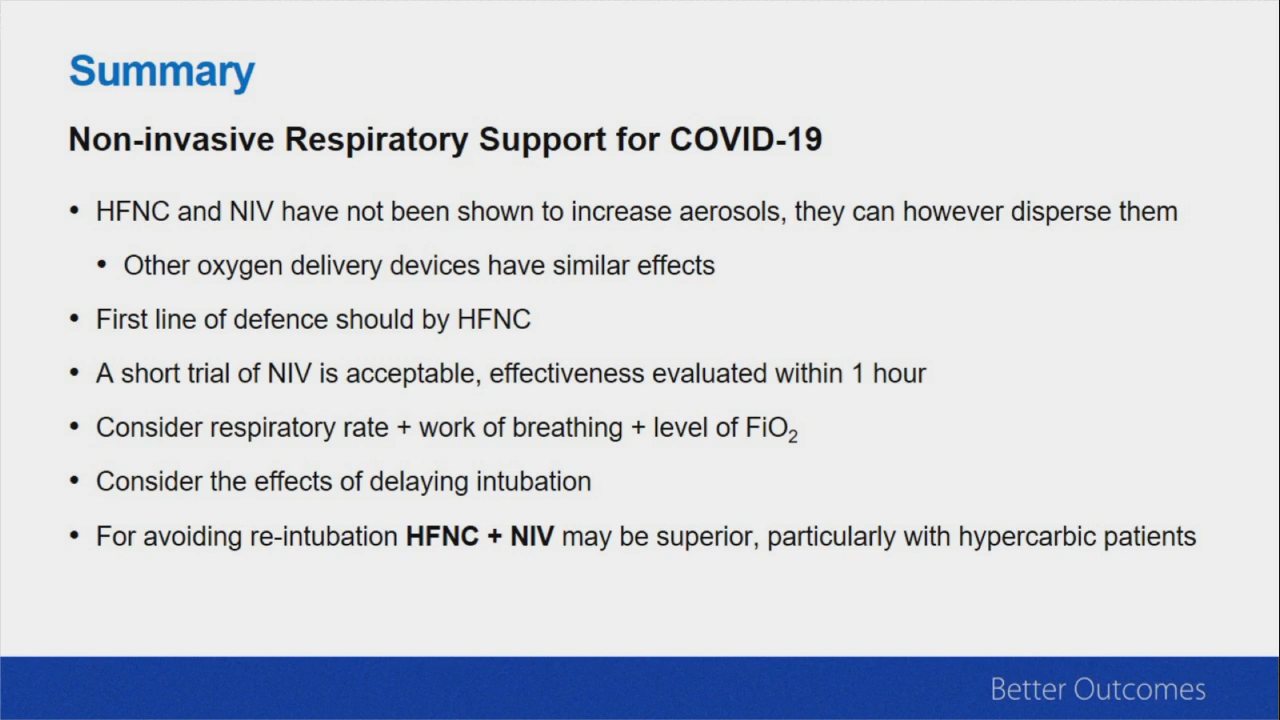 Summary
Non-invasive Respiratory Support for COVID-19
• HFNC and NIV have not been shown to increase aerosols, they can however disperse them
• Other oxygen delivery devices have similar effects
• First line of defence should by HFNC
• A short trial of NIV is acceptable, effectiveness evaluated within 1 hour
• Consider respiratory rate + work of breathing + level of FiO₂
• Consider the effects of delaying intubation
• For avoiding re-intubation HFNC + NIV may be superior, particularly with hypercarbic patients
Better Outcomes